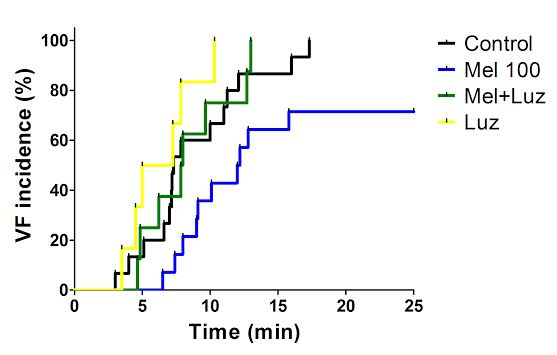 VF incidence (%)
100
80
60
40
20
0
0 5 10 15 20 25
Time (min)
Control
Mel 100
Mel+Luz
Luz